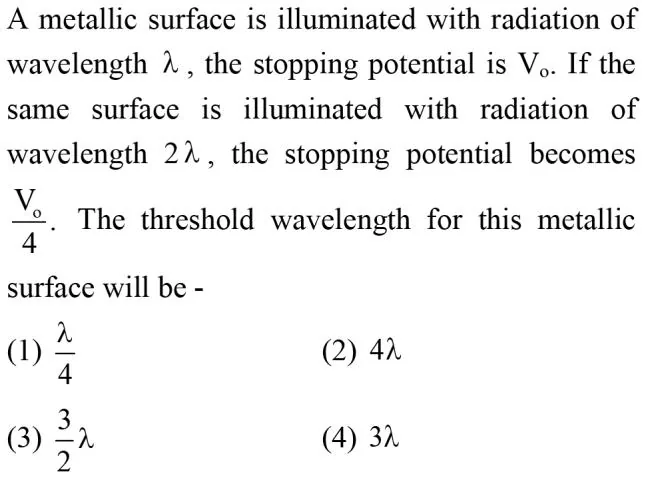 A metallic surface is illuminated with radiation of
wavelength λ, the stopping potential is Vₒ. If the
same surface is illuminated with radiation of
wavelength 2λ, the stopping potential becomes
Vₒ/4. The threshold wavelength for this metallic
surface will be -
(1) λ/4 (2) 4λ
(3) 3/2 λ (4) 3λ